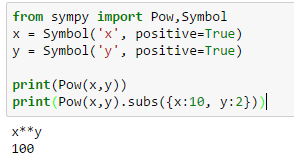 from sympy import Pow,Symbol
x = Symbol('x', positive=True)
y = Symbol('y', positive=True)
print(Pow(x,y))
print(Pow(x,y).subs({x:10, y:2}))
x**y
100